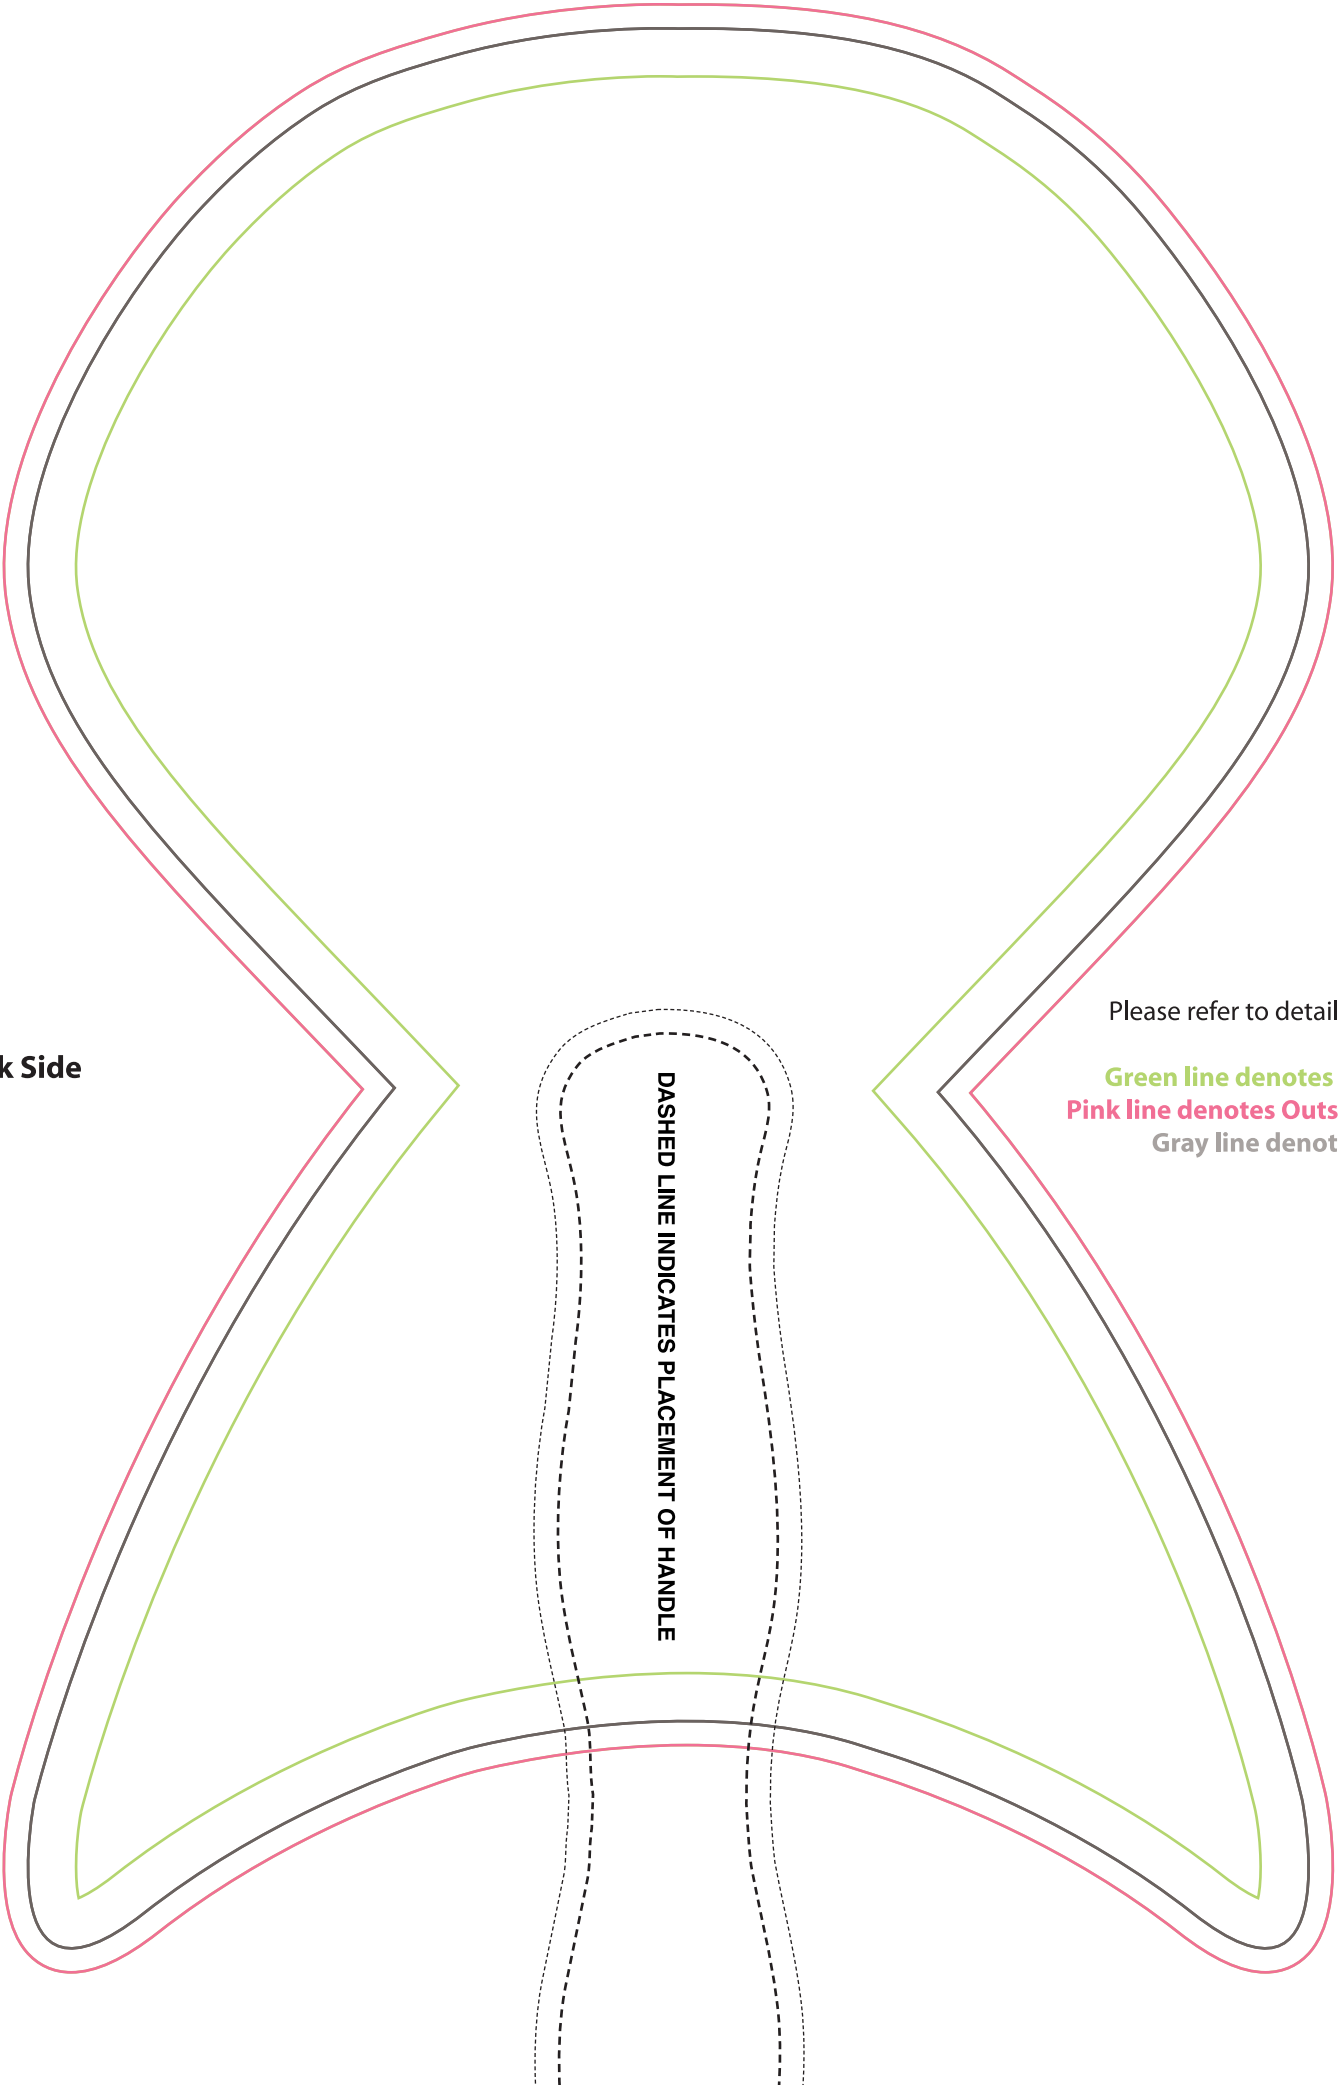 Please refer to detail
k Side
Green line denotes
Pink line denotes Outs
Gray line denot
DASHED LINE INDICATES PLACEMENT OF HANDLE